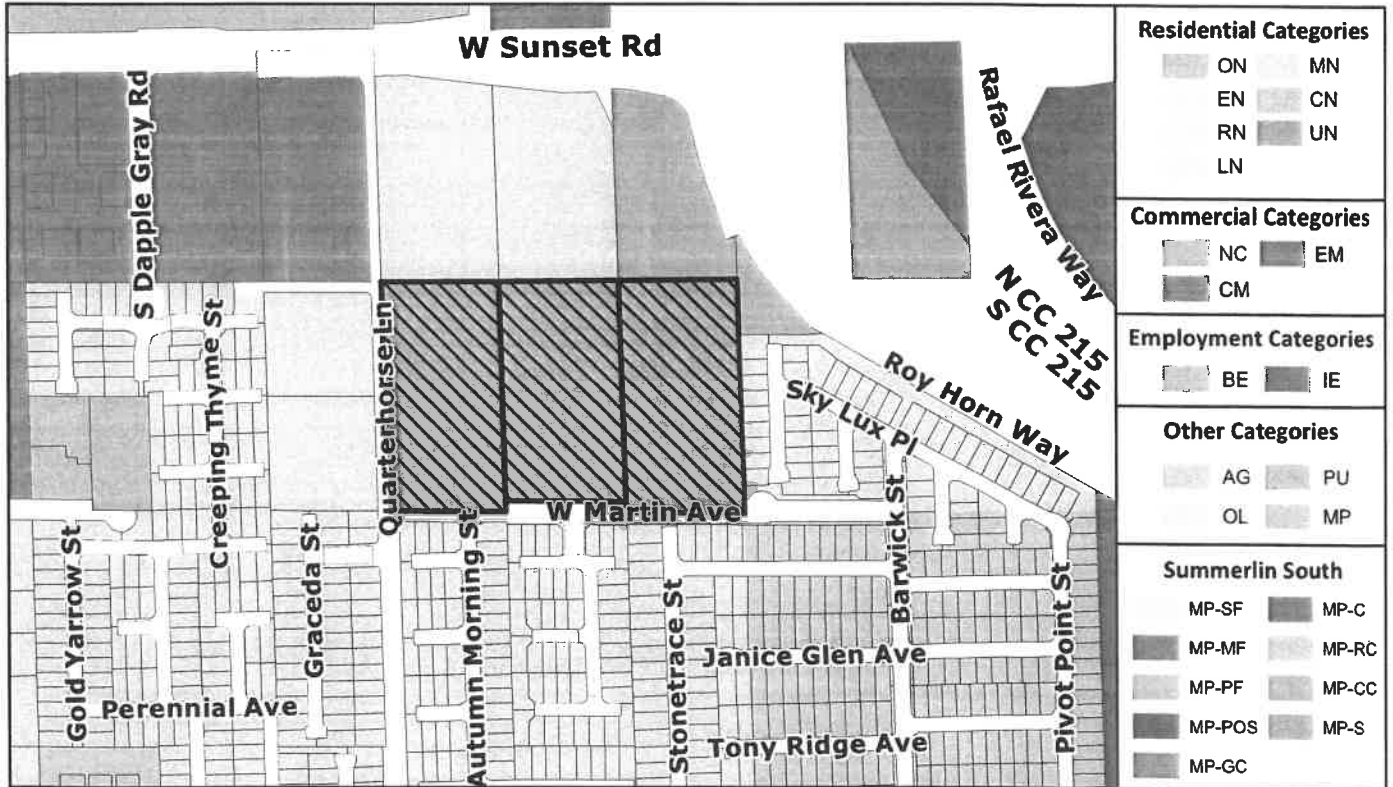 W Sunset Rd
S Dapple Gray Rd
Rafael Rivera Way
N CC 215
S CC 215
Creeping Thyme St
Quarterhorse Ln
Roy Horn Way
Sky Lux Pl
W Martin Ave
Gold Yarrow St
Graceda St
Autumn Morning St
Stonetrace St
Barwick St
Pivot Point St
Janice Glen Ave
Perennial Ave
Tony Ridge Ave
Residential Categories
ON MN
EN CN
RN UN
LN
Commercial Categories
NC EM
CM
Employment Categories
BE IE
Other Categories
AG PU
OL MP
Summerlin South
MP-SF MP-C
MP-MF MP-RC
MP-PF MP-CC
MP-POS MP-S
MP-GC